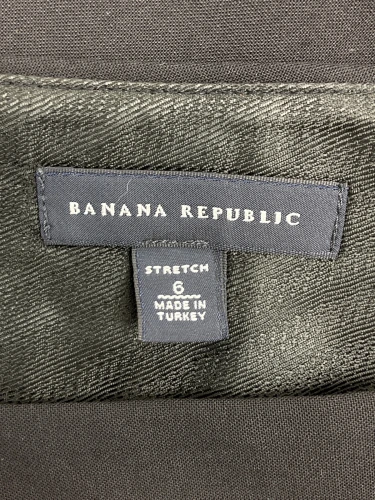 BANANA REPUBLIC
STRETCH
6
MADE IN
TURKEY